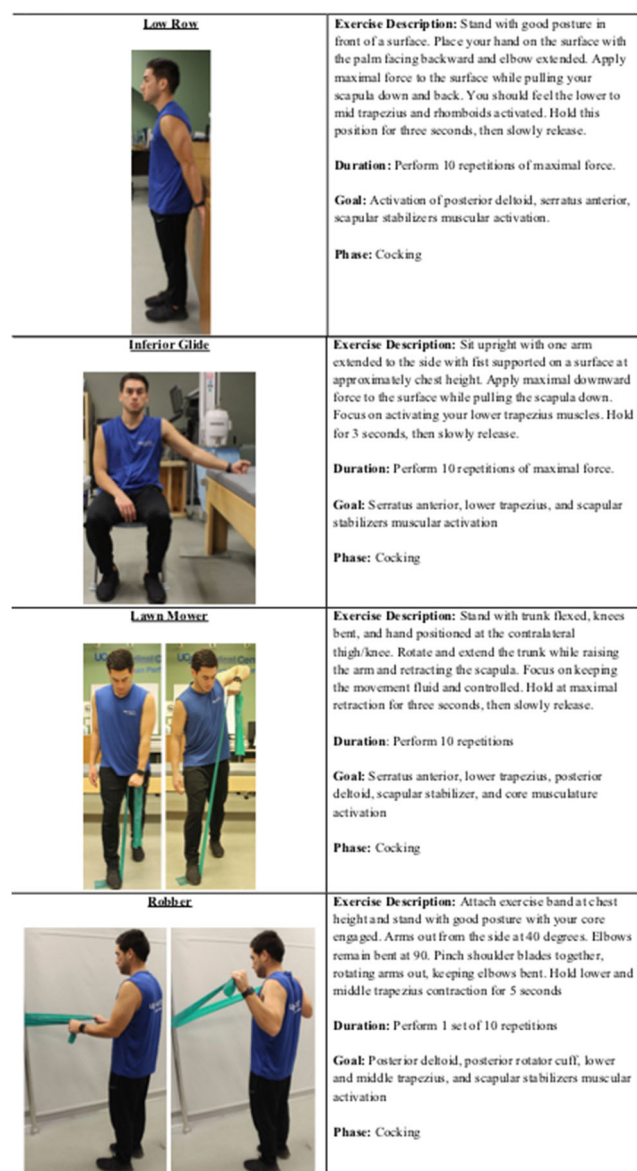 Low Row
Exercise Description: Stand with good posture in
front of a surface. Place your hand on the surface with
the palm facing backward and elbow extended. Apply
maximal force to the surface while pulling your
scapula down and back. You should feel the lower to
mid trapezius and rhomboids activated. Hold this
position for three seconds, then slowly release.
Duration: Perform 10 repetitions of maximal force.
Goal: Activation of posterior deltoid, serratus anterior,
scapular stabilizers muscular activation.
Phase: Cocking
Inferior Glide
Exercise Description: Sit upright with one arm
extended to the side with fist supported on a surface at
approximately chest height. Apply maximal downward
force to the surface while pulling the scapula down.
Focus on activating your lower trapezius muscles. Hold
for 3 seconds, then slowly release.
Duration: Perform 10 repetitions of maximal force.
Goal: Serratus anterior, lower trapezius, and scapular
stabilizers muscular activation
Phase: Cocking
Lawn Mower
Exercise Description: Stand with trunk flexed, knees
bent, and hand positioned at the contralateral
thigh/knee. Rotate and extend the trunk while raising
the arm and retracting the scapula. Focus on keeping
the movement fluid and controlled. Hold at maximal
retraction for three seconds, then slowly release.
Duration: Perform 10 repetitions
Goal: Serratus anterior, lower trapezius, posterior
deltoid, scapular stabilizer, and core musculature
activation
Phase: Cocking
Robber
Exercise Description: Attach exercise band at chest
height and stand with good posture with your core
engaged. Arms out from the side at 40 degrees. Elbows
remain bent at 90. Pinch shoulder blades together,
rotating arms out, keeping elbows bent. Hold lower and
middle trapezius contraction for 5 seconds
Duration: Perform 1 set of 10 repetitions
Goal: Posterior deltoid, posterior rotator cuff, lower
and middle trapezius, and scapular stabilizers muscular
activation
Phase: Cocking